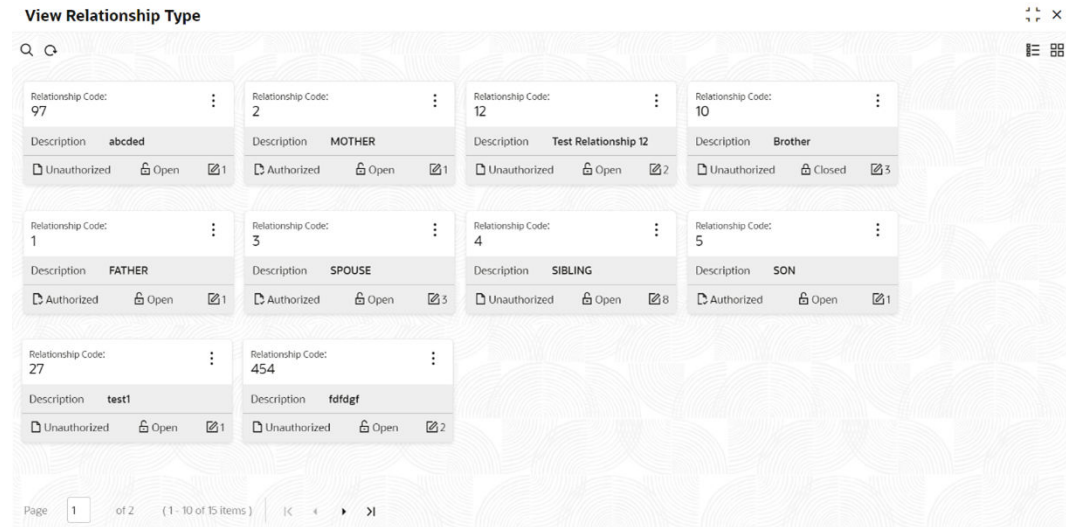 View Relationship Type
Relationship Code:
97
Description abcded
Unauthorized Open 1
Relationship Code:
2
Description MOTHER
Authorized Open 1
Relationship Code:
12
Description Test Relationship 12
Unauthorized Open 2
Relationship Code:
10
Description Brother
Unauthorized Closed 3
Relationship Code:
1
Description FATHER
Authorized Open 1
Relationship Code:
3
Description SPOUSE
Authorized Open 3
Relationship Code:
4
Description SIBLING
Unauthorized Open 8
Relationship Code:
5
Description SON
Authorized Open 1
Relationship Code:
27
Description test1
Unauthorized Open 1
Relationship Code:
454
Description fdfdgf
Unauthorized Open 2
Page 1 of 2 (1 - 10 of 15 items)